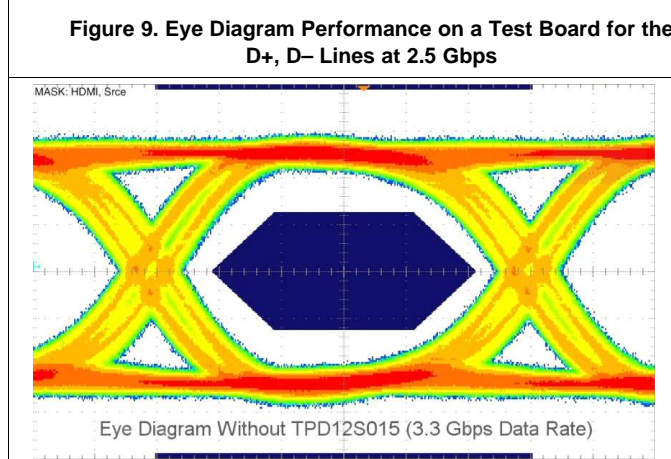 Figure 9. Eye Diagram Performance on a Test Board for the
D+, D– Lines at 2.5 Gbps
MASK: HDMI, Srce
Eye Diagram Without TPD12S015 (3.3 Gbps Data Rate)